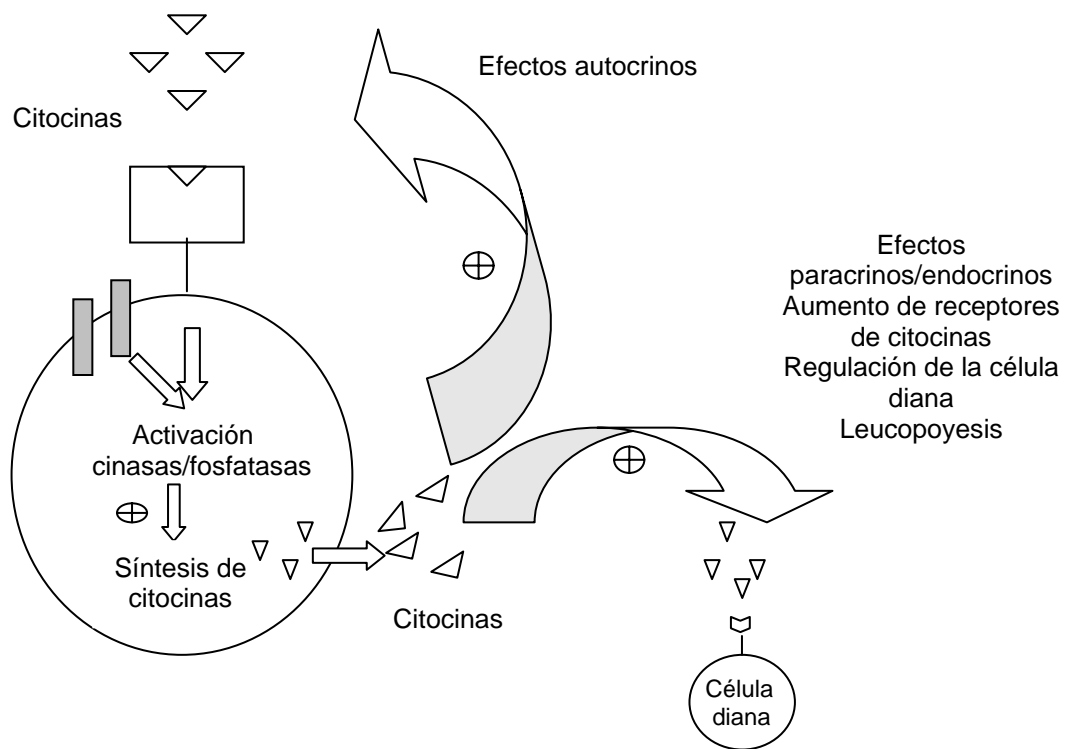 Efectos autocrinos
Citocinas
Efectos
paracrinos/endocrinos
Aumento de receptores
de citocinas
Regulación de la célula
diana
Leucopoyesis
Activación
cinasas/fosfatasas
Síntesis de
citocinas
Citocinas
Célula
diana